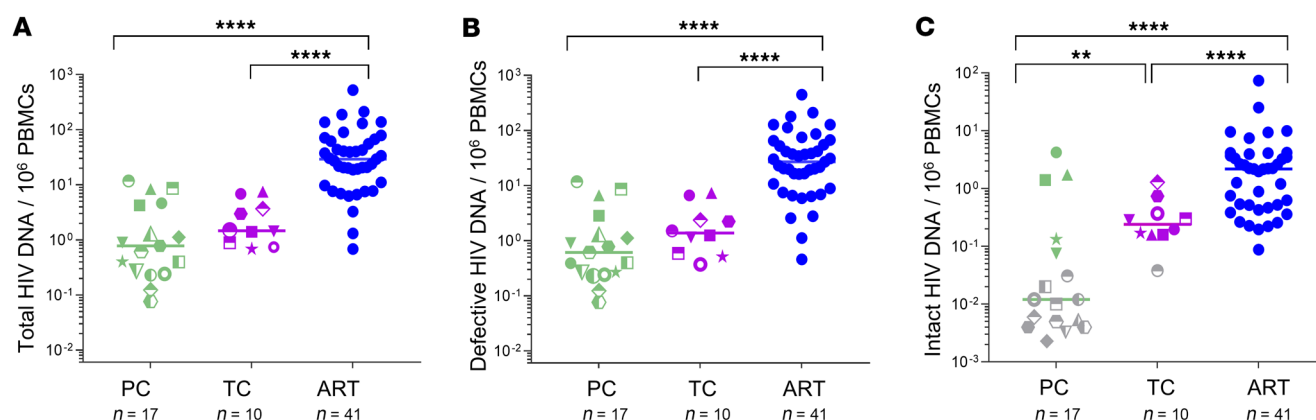 A
****
****
Total HIV DNA / 10⁶ PBMCs
10³
10²
10¹
10⁰
10⁻¹
10⁻²
PC
TC
ART
n = 17
n = 10
n = 41
B
****
****
Defective HIV DNA / 10⁶ PBMCs
10³
10²
10¹
10⁰
10⁻¹
10⁻²
PC
TC
ART
n = 17
n = 10
n = 41
C
****
**
****
Intact HIV DNA / 10⁶ PBMCs
10²
10¹
10⁰
10⁻¹
10⁻²
10⁻³
PC
TC
ART
n = 17
n = 10
n = 41